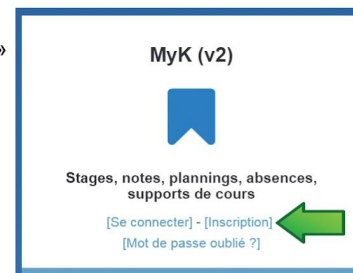 »
MyK (v2)
Stages, notes, plannings, absences,
supports de cours
[Se connecter] - [Inscription]
[Mot de passe oublié ?]